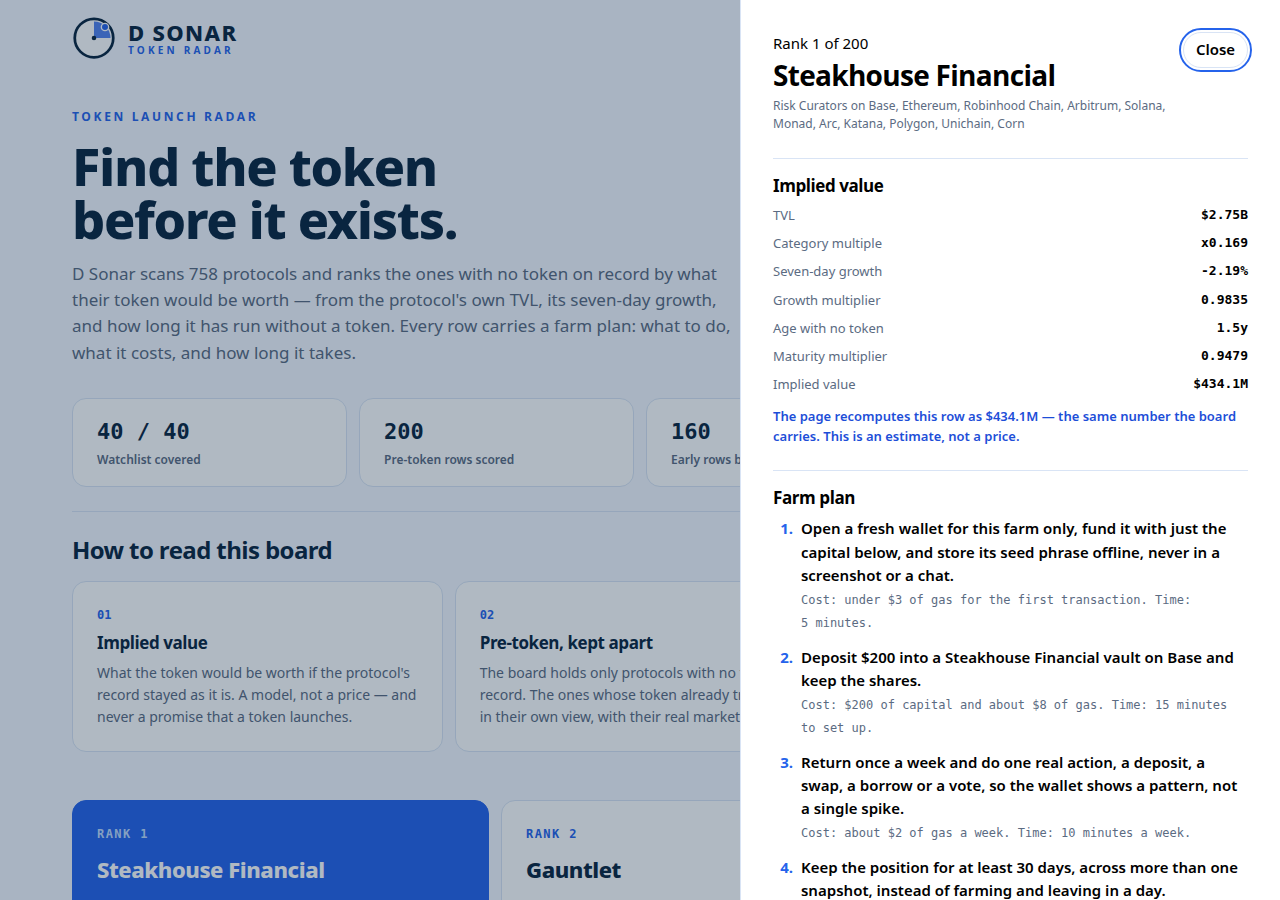 D SONAR
TOKEN RADAR
TOKEN LAUNCH RADAR
Find the token
before it exists.
D Sonar scans 758 protocols and ranks the ones with no token on record by what
their token would be worth — from the protocol's own TVL, its seven-day growth,
and how long it has run without a token. Every row carries a farm plan: what to do,
what it costs, and how long it takes.
40 / 40
Watchlist covered
200
Pre-token rows scored
160
Early rows b
How to read this board
01
Implied value
What the token would be worth if the protocol's
record stayed as it is. A model, not a price — and
never a promise that a token launches.
02
Pre-token, kept apart
The board holds only protocols with no
record. The ones whose token already tr
in their own view, with their real market
RANK 1
Steakhouse Financial
RANK 2
Gauntlet
Rank 1 of 200
Close
Steakhouse Financial
Risk Curators on Base, Ethereum, Robinhood Chain, Arbitrum, Solana,
Monad, Arc, Katana, Polygon, Unichain, Corn
Implied value
TVL $2.75B
Category multiple x0.169
Seven-day growth -2.19%
Growth multiplier 0.9835
Age with no token 1.5y
Maturity multiplier 0.9479
Implied value $434.1M
The page recomputes this row as $434.1M — the same number the board
carries. This is an estimate, not a price.
Farm plan
1. Open a fresh wallet for this farm only, fund it with just the
capital below, and store its seed phrase offline, never in a
screenshot or a chat.
Cost: under $3 of gas for the first transaction. Time:
5 minutes.
2. Deposit $200 into a Steakhouse Financial vault on Base and
keep the shares.
Cost: $200 of capital and about $8 of gas. Time: 15 minutes
to set up.
3. Return once a week and do one real action, a deposit, a
swap, a borrow or a vote, so the wallet shows a pattern, not
a single spike.
Cost: about $2 of gas a week. Time: 10 minutes a week.
4. Keep the position for at least 30 days, across more than one
snapshot, instead of farming and leaving in a day.